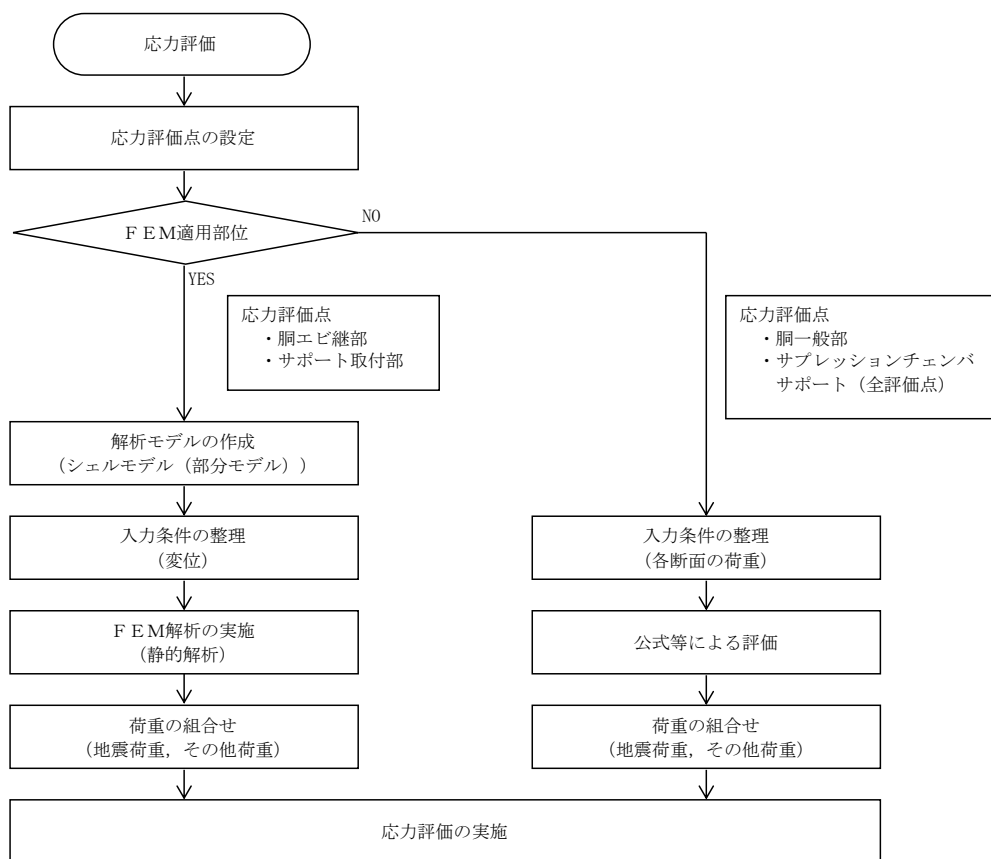 応力評価
応力評価点の設定
ＦＥＭ適用部位
NO
YES
応力評価点
・胴エビ継部
・サポート取付部
応力評価点
・胴一般部
・サプレッションチェンバ
サポート（全評価点）
解析モデルの作成
（シェルモデル（部分モデル））
入力条件の整理
（変位）
入力条件の整理
（各断面の荷重）
ＦＥＭ解析の実施
（静的解析）
公式等による評価
荷重の組合せ
（地震荷重，その他荷重）
荷重の組合せ
（地震荷重，その他荷重）
応力評価の実施